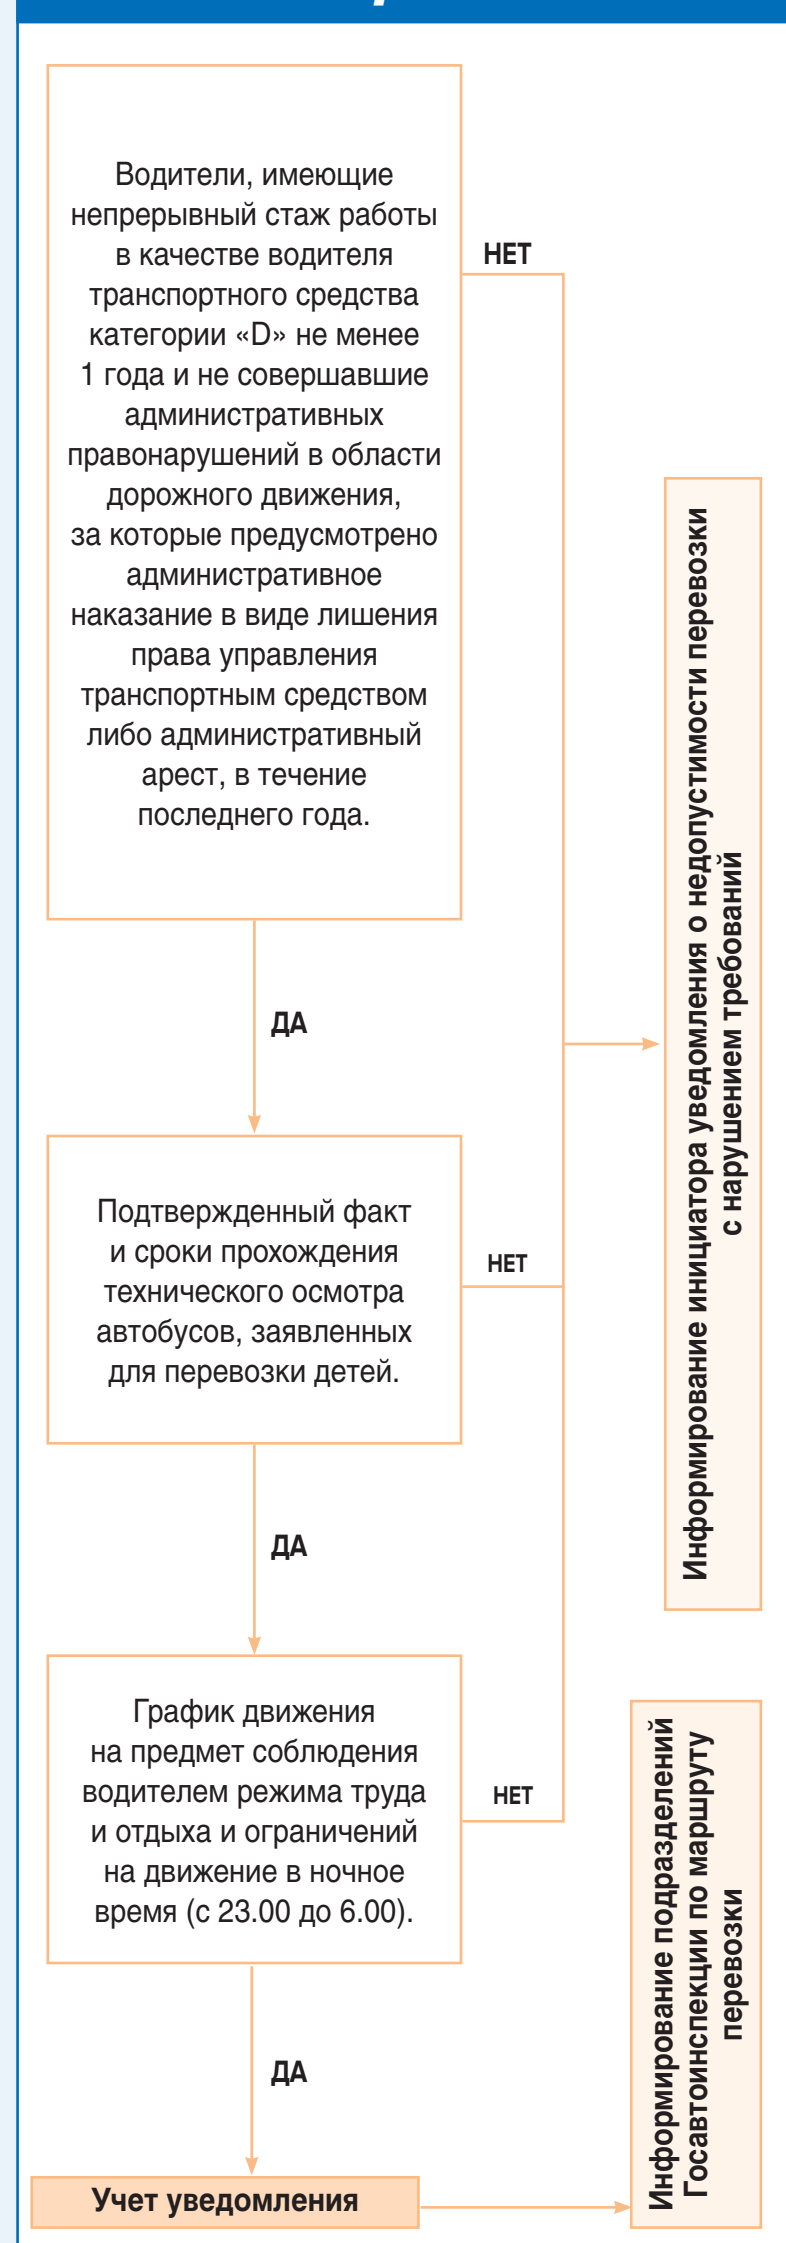 Водители, имеющие
непрерывный стаж работы
в качестве водителя
транспортного средства
категории «D» не менее
1 года и не совершавшие
административных
правонарушений в области
дорожного движения,
за которые предусмотрено
административное
наказание в виде лишения
права управления
транспортным средством
либо административный
арест, в течение
последнего года.
НЕТ
ДА
Подтвержденный факт
и сроки прохождения
технического осмотра
автобусов, заявленных
для перевозки детей.
НЕТ
ДА
График движения
на предмет соблюдения
водителем режима труда
и отдыха и ограничений
на движение в ночное
время (с 23.00 до 6.00).
НЕТ
ДА
Учет уведомления
Информирование инициатора уведомления о недопустимости перевозки
с нарушением требований
Информирование подразделений
Госавтоинспекции по маршруту
перевозки